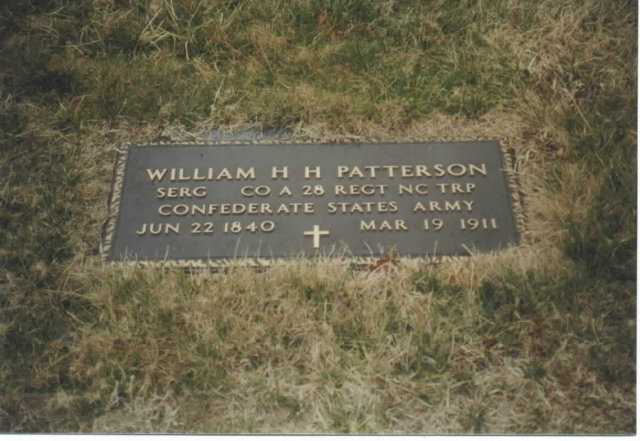 WILLIAM H H PATTERSON
SERG CO A 28 REGT NC TRP
CONFEDERATE STATES ARMY
JUN 22 1840 MAR 19 1911